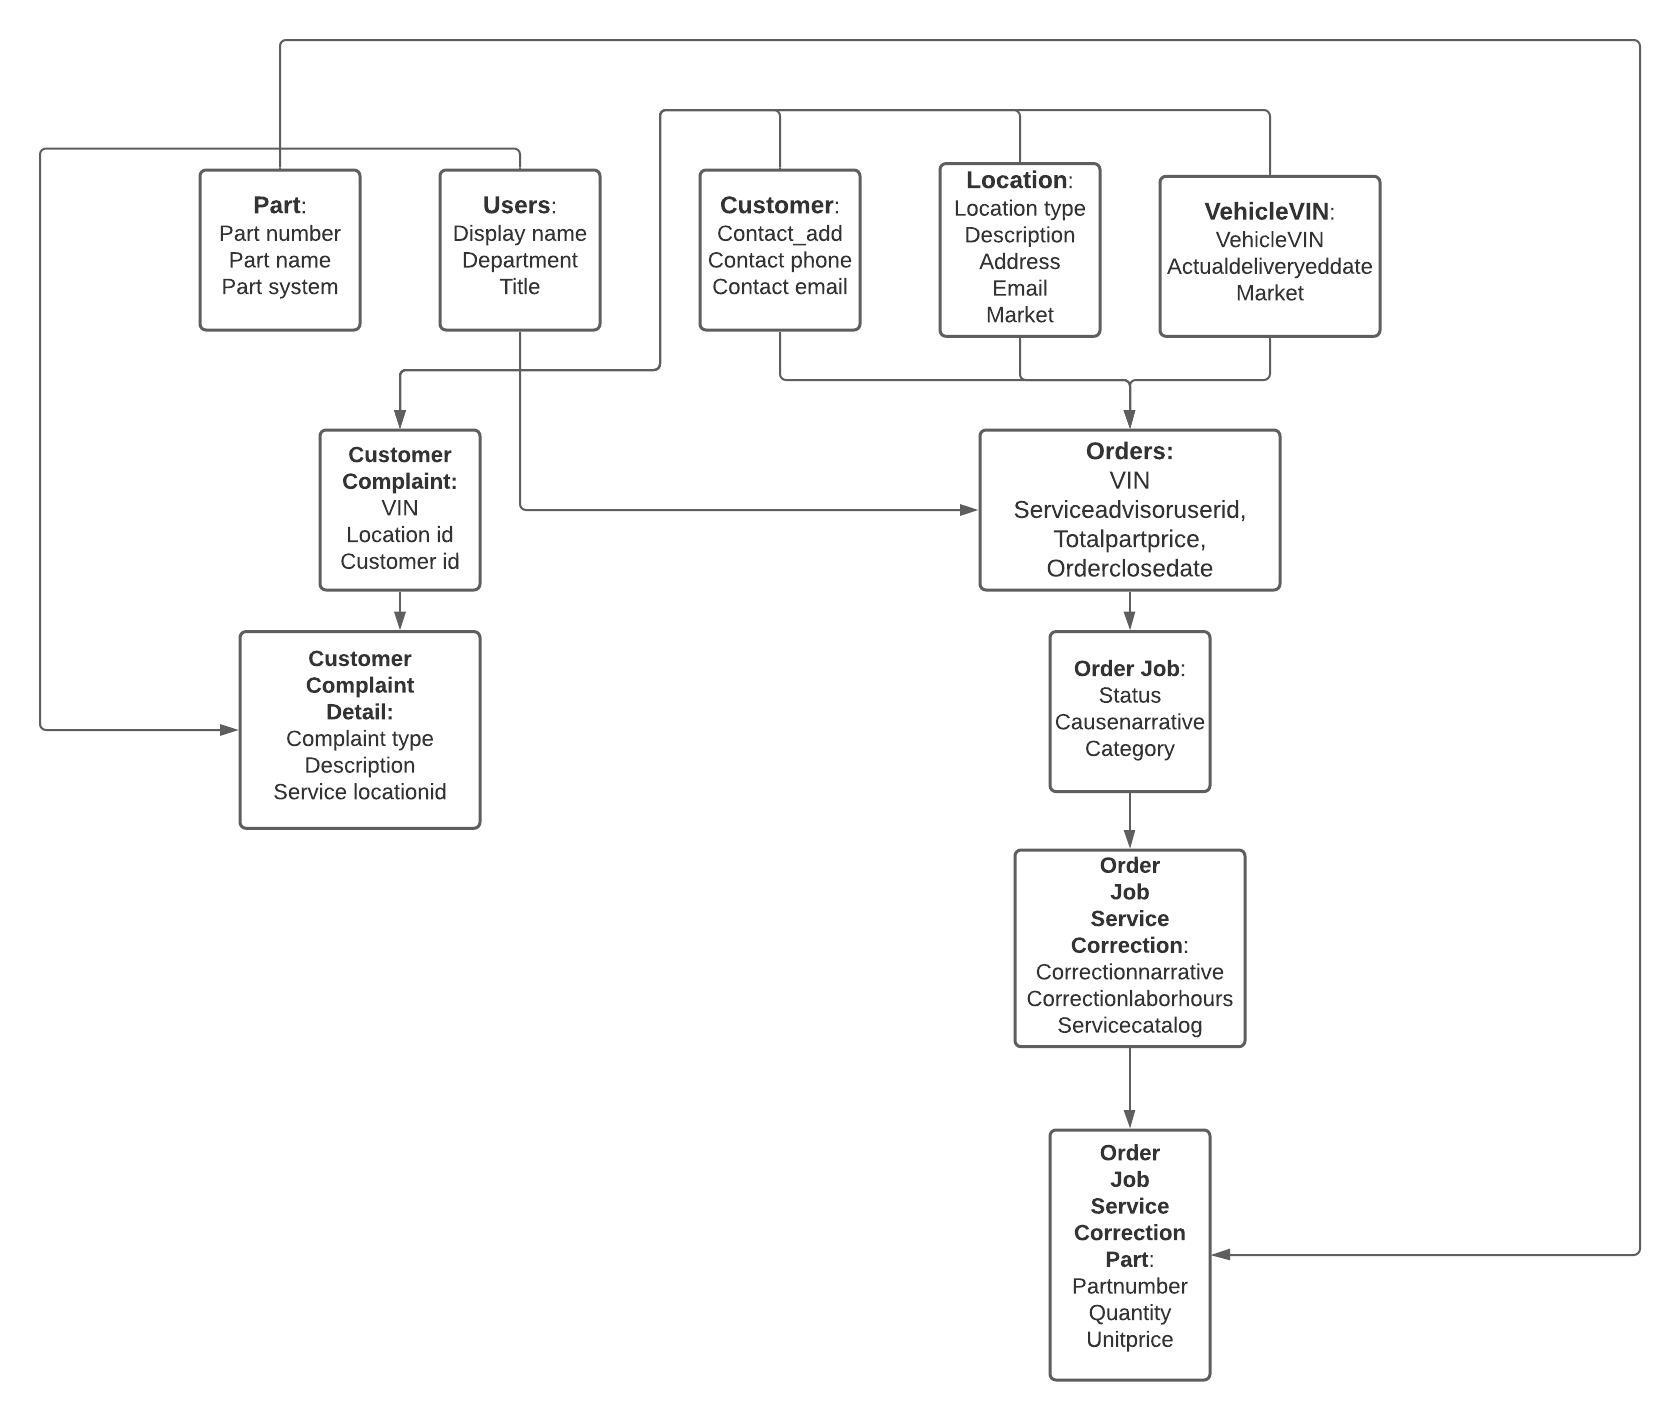 Part:
Part number
Part name
Part system
Users:
Display name
Department
Title
Customer:
Contact_add
Contact phone
Contact email
Location:
Location type
Description
Address
Email
Market
VehicleVIN:
VehicleVIN
Actualdeliveryeddate
Market
Customer
Complaint:
VIN
Location id
Customer id
Orders:
VIN
Serviceadvisoruserid,
Totalpartprice,
Orderclosedate
Customer
Complaint
Detail:
Complaint type
Description
Service locationid
Order Job:
Status
Causenarrative
Category
Order
Job
Service
Correction:
Correctionnarrative
Correctionlaborhours
Servicecatalog
Order
Job
Service
Correction
Part:
Partnumber
Quantity
Unitprice